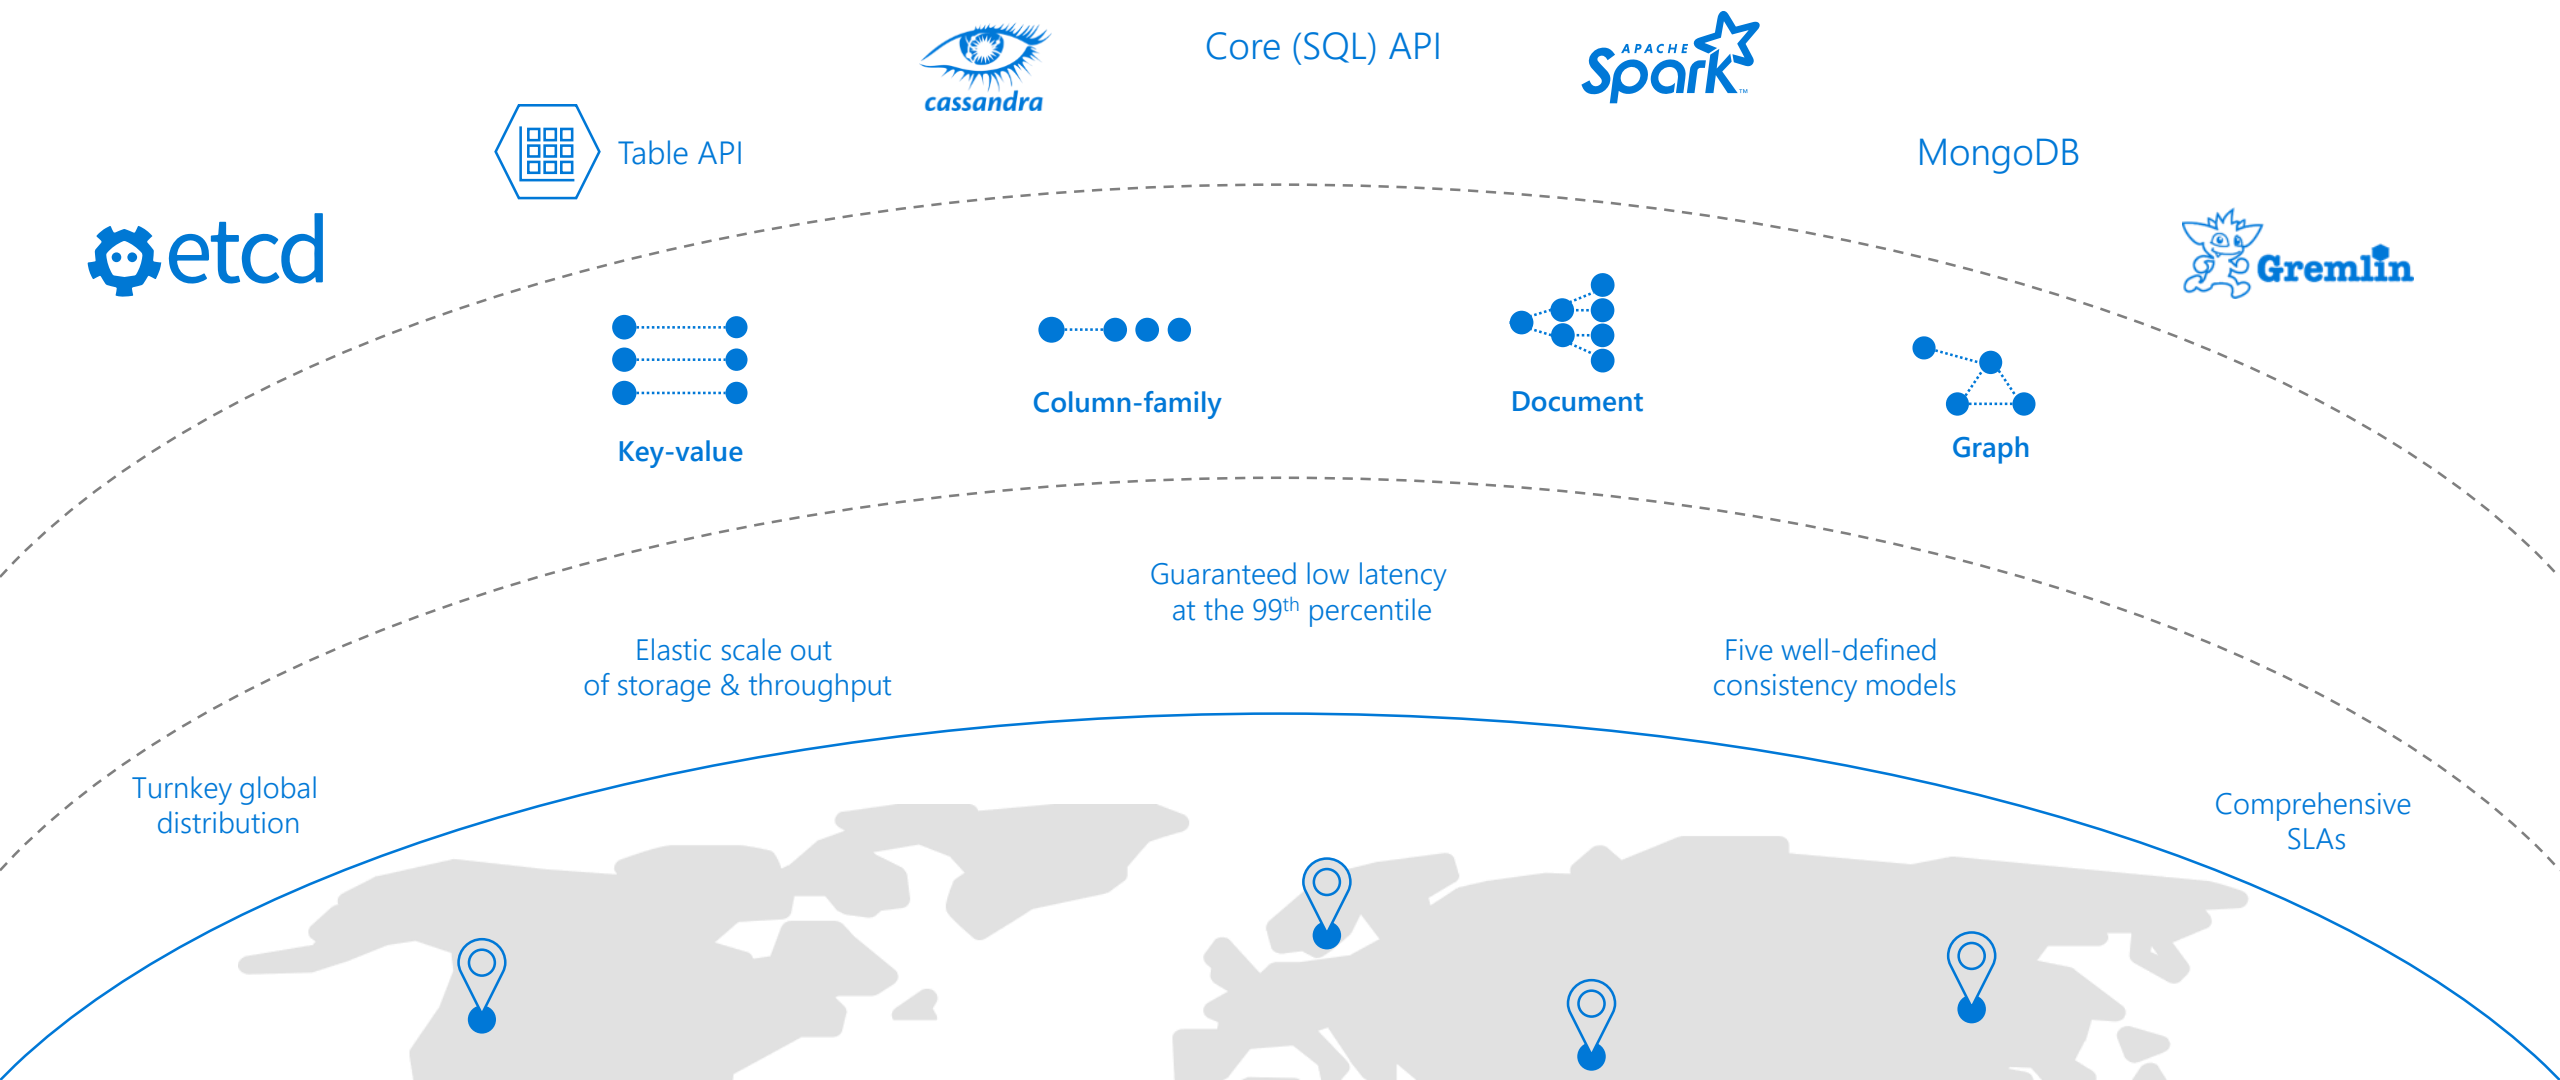 cassandra
Core (SQL) API
APACHE
Spark™
Table API
MongoDB
etcd
Gremlin
Key-value
Column-family
Document
Graph
Guaranteed low latency
at the 99th percentile
Elastic scale out
of storage & throughput
Five well-defined
consistency models
Turnkey global
distribution
Comprehensive
SLAs